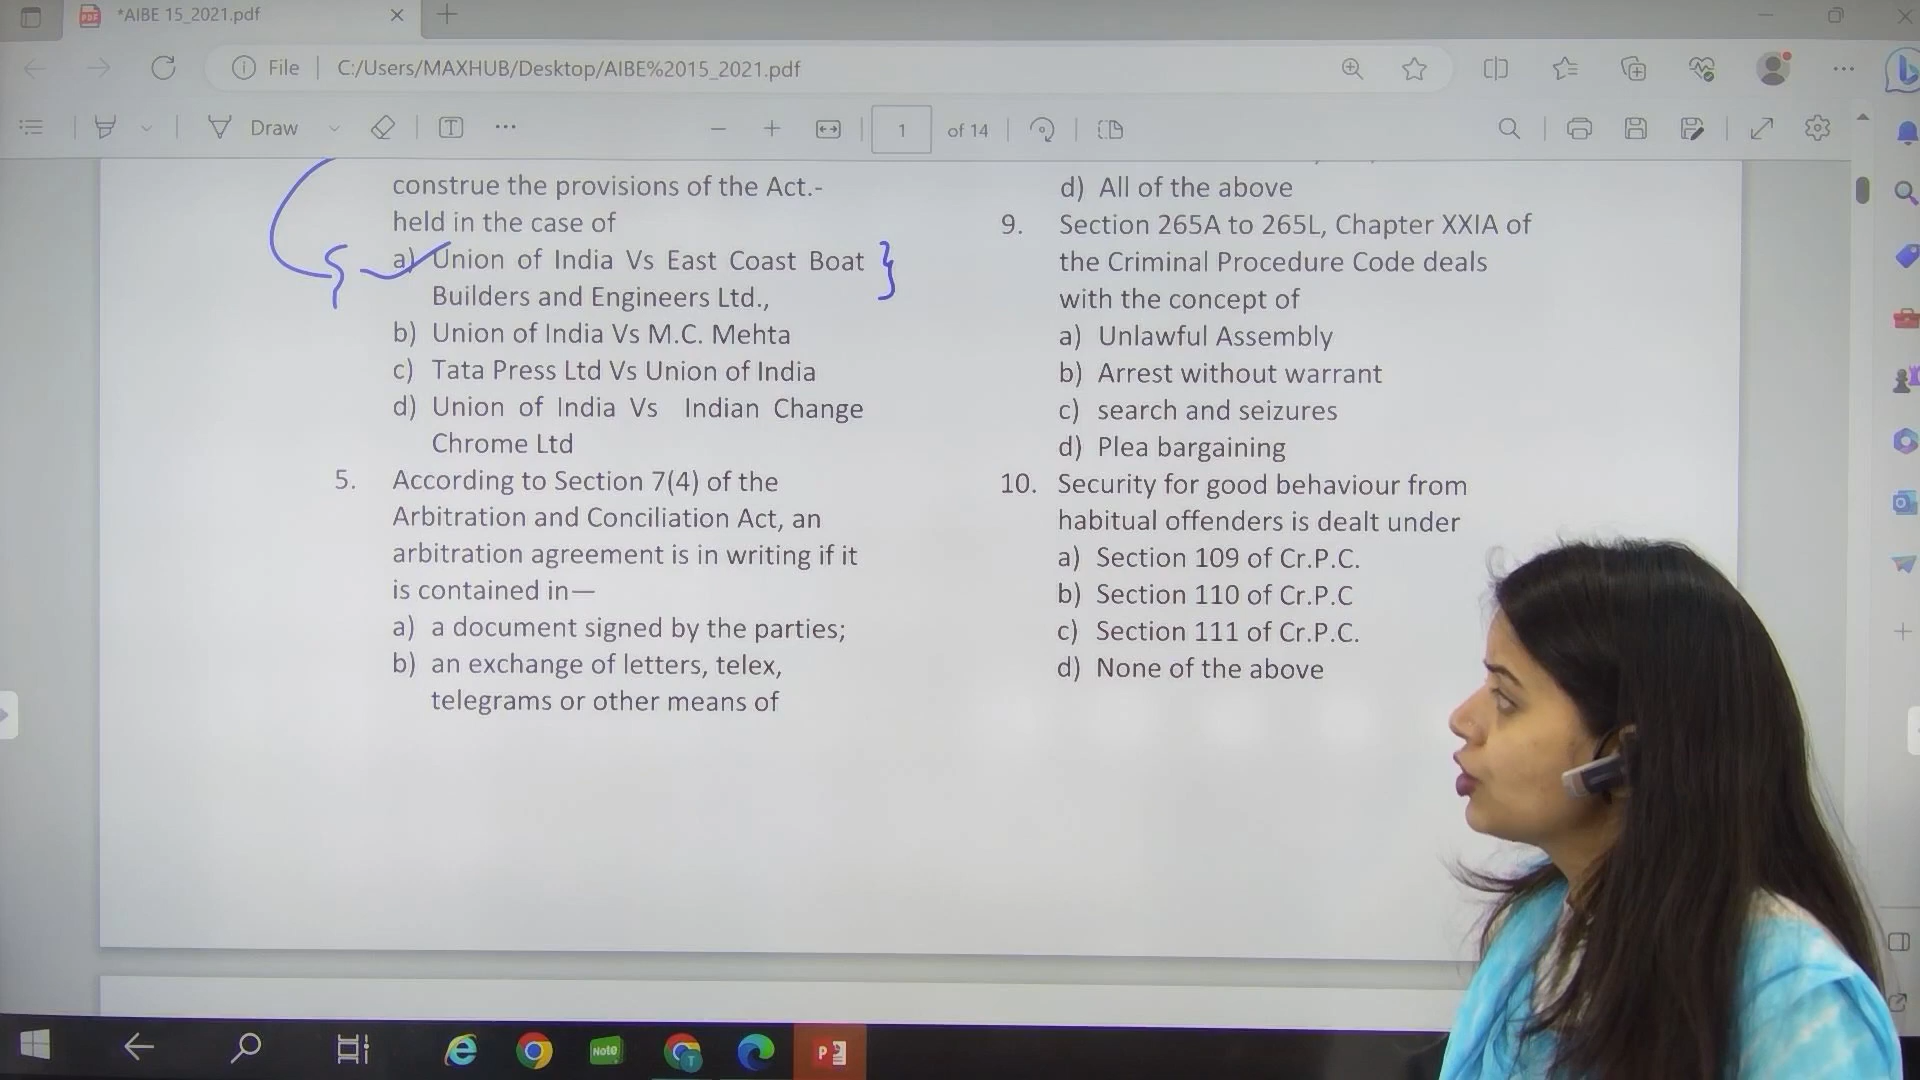 *AIBE 15_2021.pdf
File
C:/Users/MAXHUB/Desktop/AIBE%2015_2021.pdf
Draw
1
of 14
construe the provisions of the Act.-
held in the case of
a) Union of India Vs East Coast Boat
Builders and Engineers Ltd.,
b) Union of India Vs M.C. Mehta
c) Tata Press Ltd Vs Union of India
d) Union of India Vs Indian Change
Chrome Ltd
5. According to Section 7(4) of the
Arbitration and Conciliation Act, an
arbitration agreement is in writing if it
is contained in—
a) a document signed by the parties;
b) an exchange of letters, telex,
telegrams or other means of
d) All of the above
9. Section 265A to 265L, Chapter XXIA of
the Criminal Procedure Code deals
with the concept of
a) Unlawful Assembly
b) Arrest without warrant
c) search and seizures
d) Plea bargaining
10. Security for good behaviour from
habitual offenders is dealt under
a) Section 109 of Cr.P.C.
b) Section 110 of Cr.P.C
c) Section 111 of Cr.P.C.
d) None of the above
Note